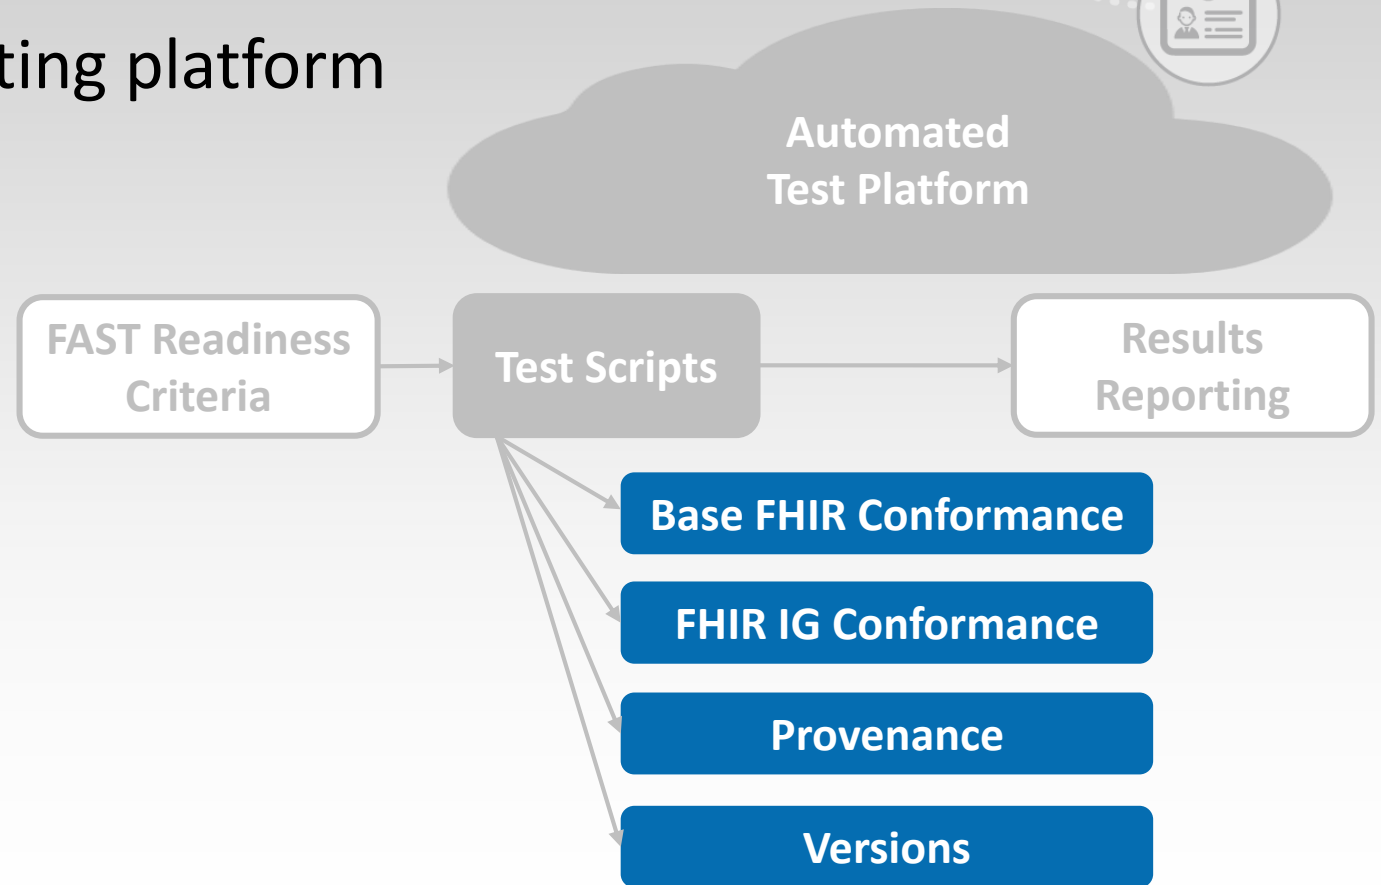 ting platform
Automated
Test Platform
FAST Readiness
Criteria
Test Scripts
Results
Reporting
Base FHIR Conformance
FHIR IG Conformance
Provenance
Versions